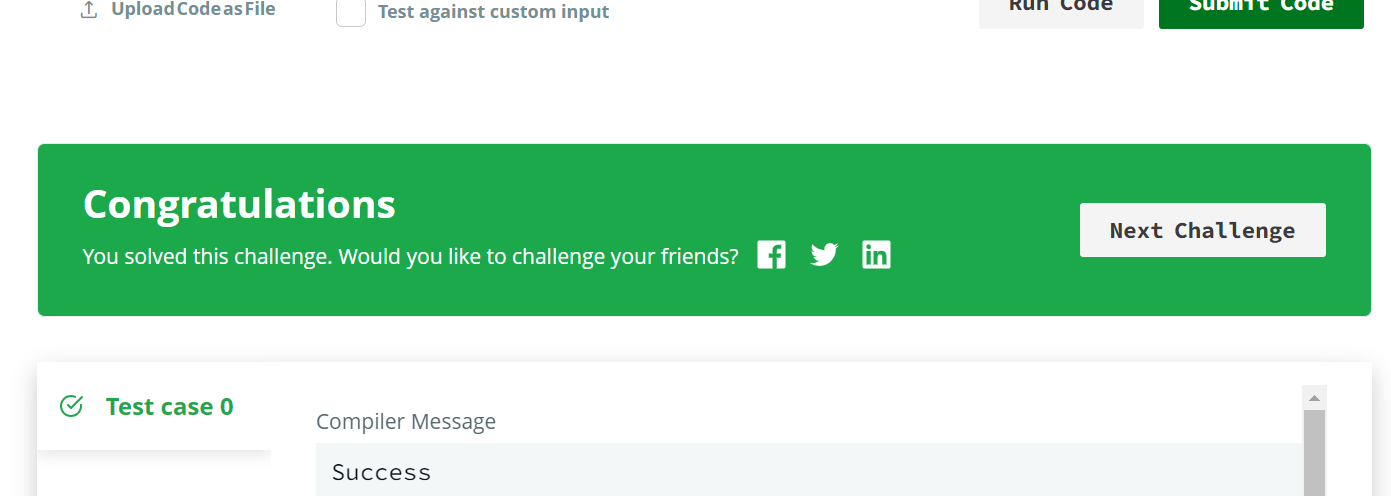 Upload Code as File
Test against custom input
Run Code
Submit Code
Congratulations
You solved this challenge. Would you like to challenge your friends?
Next Challenge
Test case 0
Compiler Message
Success